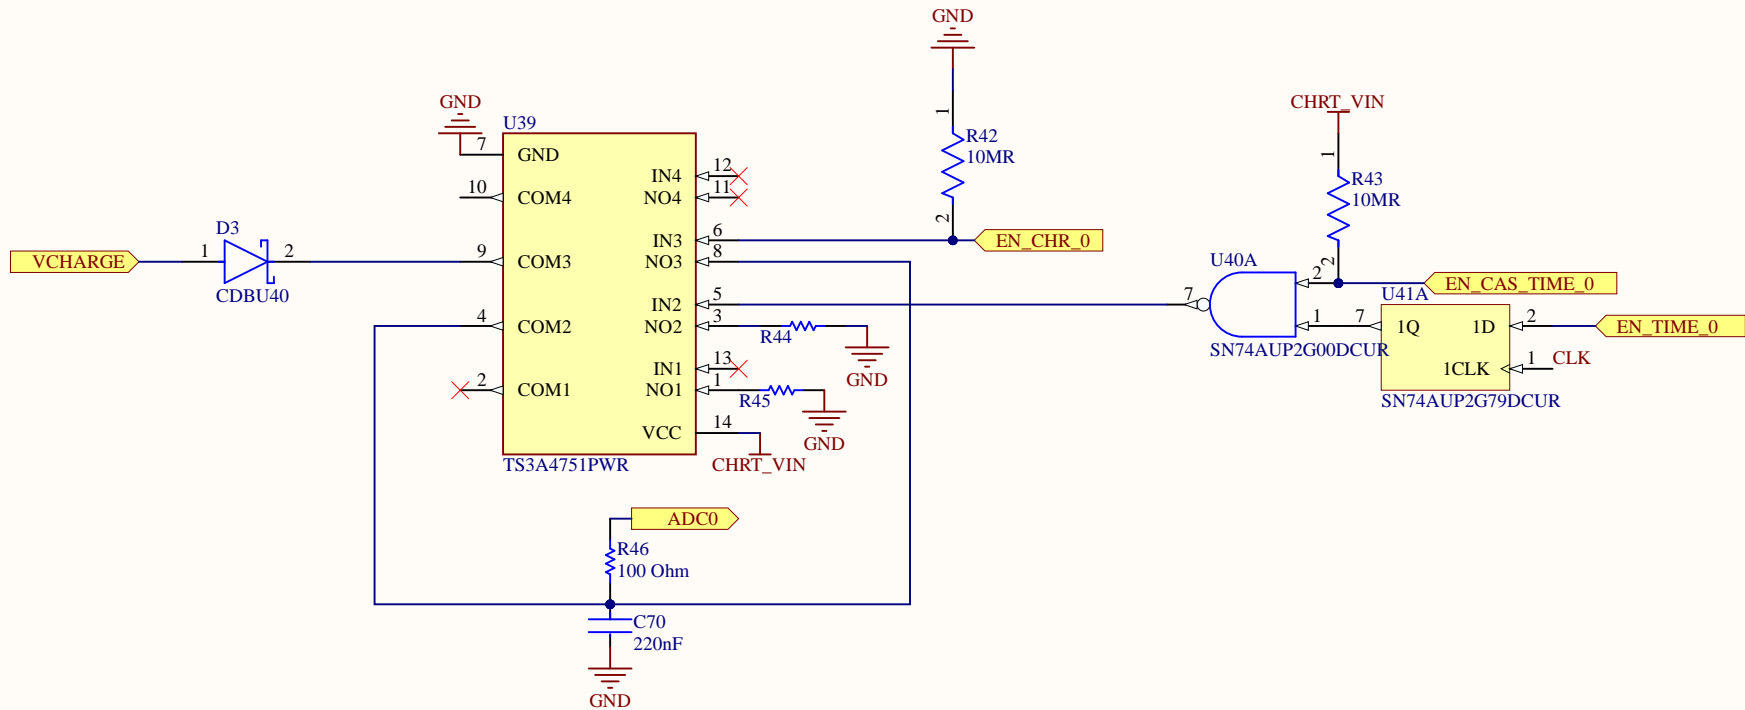 GND
GND
CHRT_VIN
U39
7
GND
1
R42
10MR
1
R43
10MR
IN4
12
10
COM4
NO4
11
2
2
D3
IN3
6
EN_CHR_0
VCHARGE
1
2
9
COM3
NO3
8
U40A
2
EN_CAS_TIME_0
CDBU40
IN2
5
7
U41A
4
COM2
NO2
3
R44
1
7
1Q
1D
2
EN_TIME_0
SN74AUP2G00DCUR
IN1
13
GND
1CLK
1
CLK
2
COM1
NO1
1
R45
SN74AUP2G79DCUR
VCC
14
GND
TS3A4751PWR
CHRT_VIN
ADC0
R46
100 Ohm
C70
220nF
GND